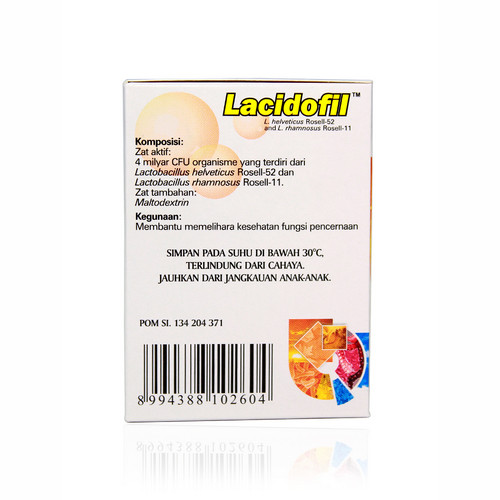 Lacidofil™
L. helveticus Rosell-52
and L. rhamnosus Rosell-11
Komposisi:
Zat aktif:
4 milyar CFU organisme yang terdiri dari
Lactobacillus helveticus Rosell-52 dan
Lactobacillus rhamnosus Rosell-11.
Zat tambahan:
Maltodextrin
Kegunaan:
Membantu memelihara kesehatan fungsi pencernaan
SIMPAN PADA SUHU DI BAWAH 30°C,
TERLINDUNG DARI CAHAYA.
JAUHKAN DARI JANGKAUAN ANAK-ANAK.
POM SI. 134 204 371
8 994388 102604